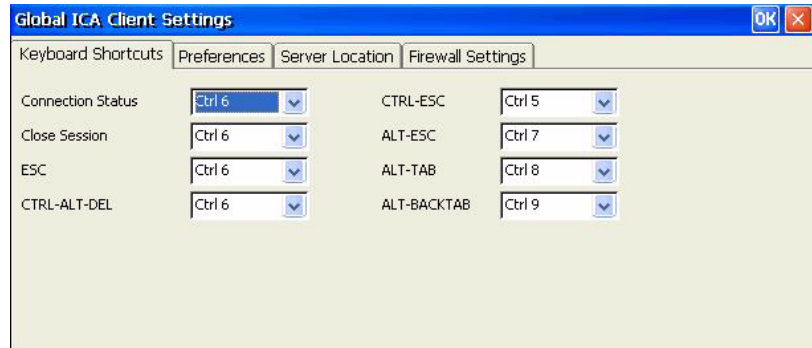 Global ICA Client Settings OK
Keyboard Shortcuts Preferences Server Location Firewall Settings
Connection Status Ctrl 6 CTRL-ESC Ctrl 5
Close Session Ctrl 6 ALT-ESC Ctrl 7
ESC Ctrl 6 ALT-TAB Ctrl 8
CTRL-ALT-DEL Ctrl 6 ALT-BACKTAB Ctrl 9